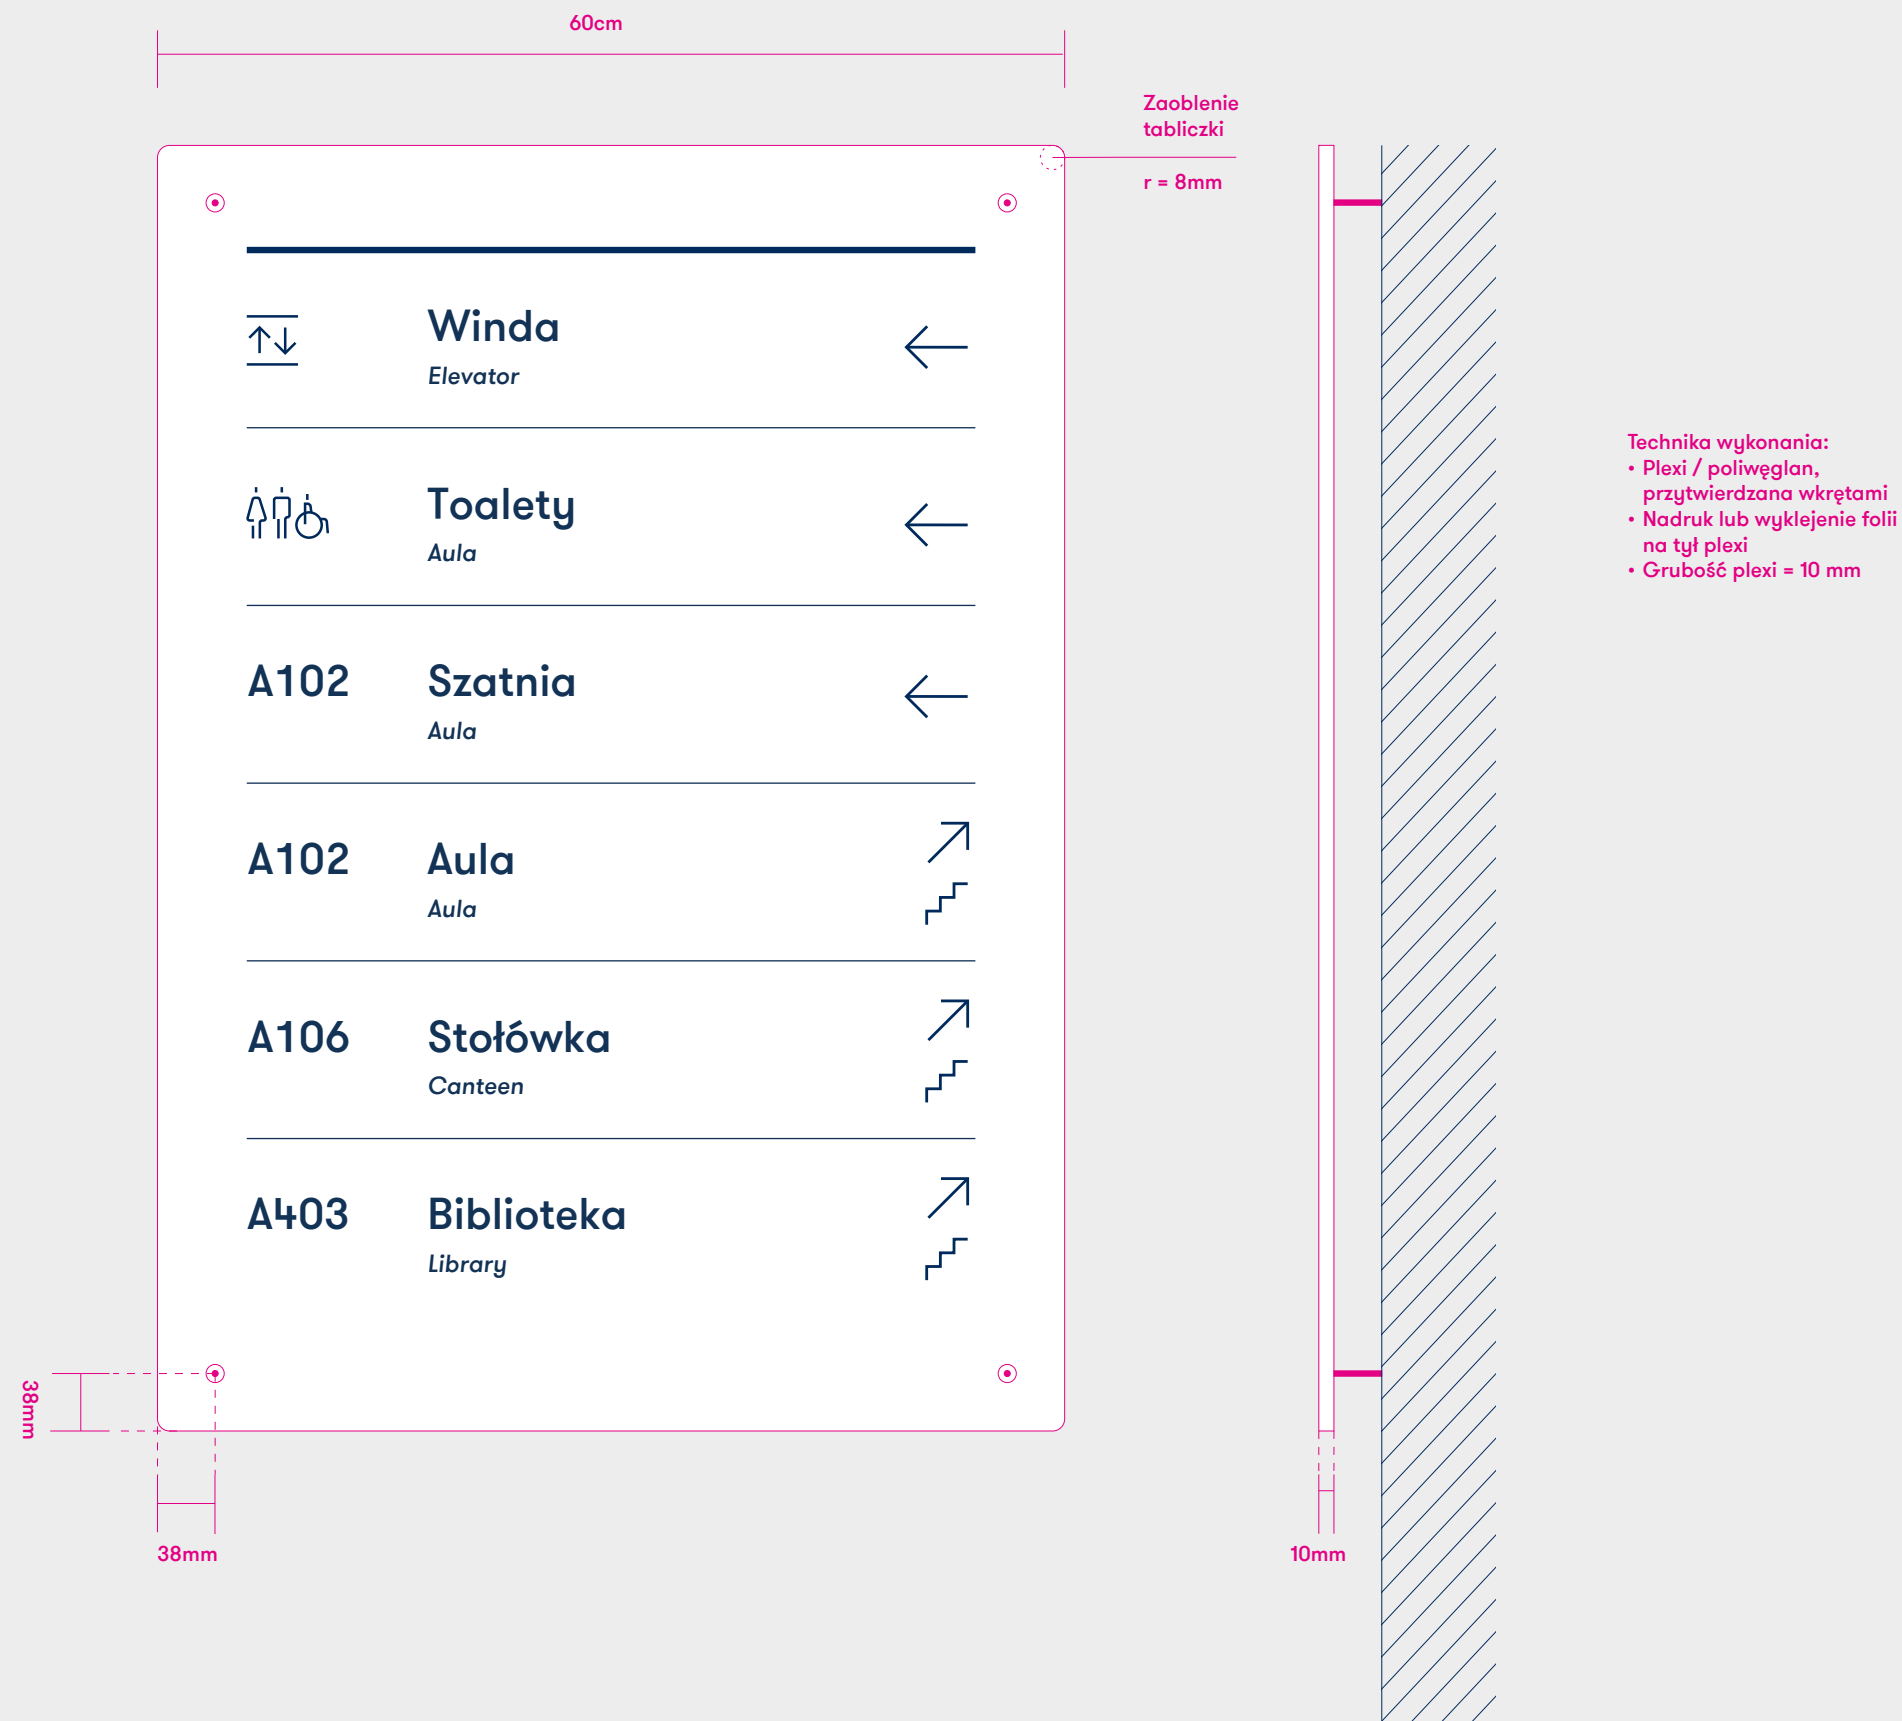 60cm
Zaoblenie
tabliczki
r = 8mm
Winda
Elevator
Toalety
Aula
A102 Szatnia
Aula
A102 Aula
Aula
A106 Stołówka
Canteen
A403 Biblioteka
Library
38mm
38mm
10mm
Technika wykonania:
• Plexi / poliwęglan,
przytwierdzana wkrętami
• Nadruk lub wyklejenie folii
na tył plexi
• Grubość plexi = 10 mm